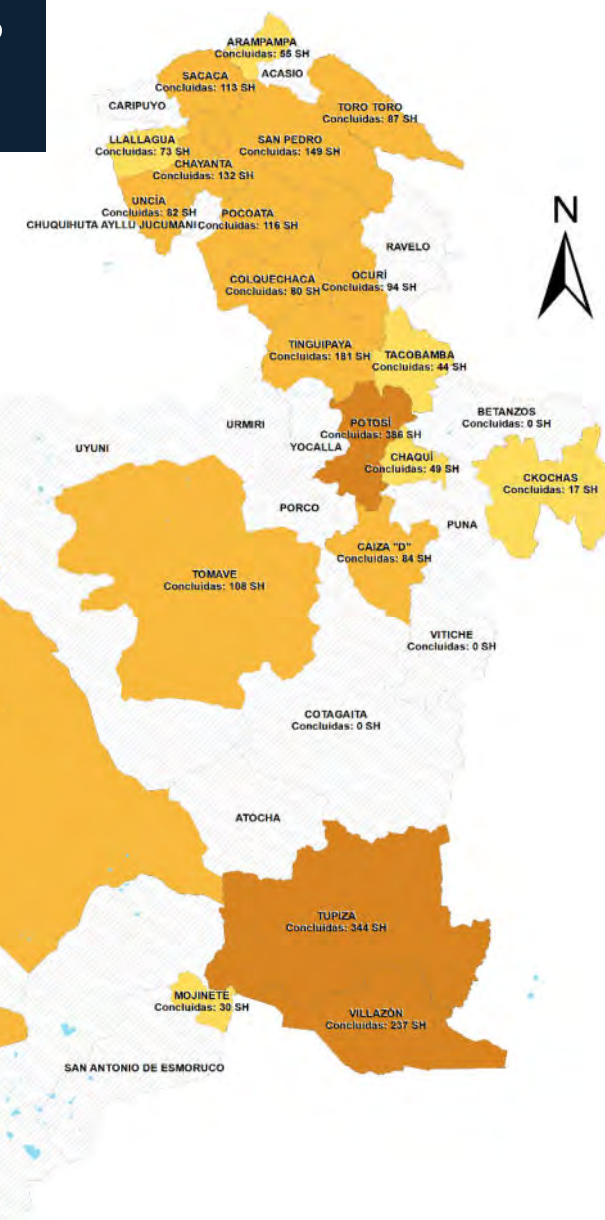 ARAMPAMPA
Concluidas: 55 SH
ACASIO
SACACA
Concluidas: 113 SH
CARIPUYO
TORO TORO
Concluidas: 87 SH
LLALLAGUA
Concluidas: 73 SH
SAN PEDRO
Concluidas: 149 SH
CHAYANTA
Concluidas: 132 SH
UNCÍA
Concluidas: 82 SH
CHUQUIHUTA AYLLU JUCUMANI
POCOATA
Concluidas: 116 SH
RAVELO
N
COLQUECHACA
Concluidas: 80 SH
OCURÍ
Concluidas: 94 SH
TINGUIPAYA
Concluidas: 181 SH
TACOBAMBA
Concluidas: 44 SH
BETANZOS
Concluidas: 0 SH
URMIRI
POTOSÍ
Concluidas: 386 SH
YOCALLA
UYUNI
CHAQUÍ
Concluidas: 49 SH
CKOCHAS
Concluidas: 17 SH
PORCO
PUNA
CAIZA "D"
Concluidas: 84 SH
TOMAVE
Concluidas: 108 SH
VITICHE
Concluidas: 0 SH
COTAGAITA
Concluidas: 0 SH
ATOCHA
TUPIZA
Concluidas: 344 SH
MOJINETE
Concluidas: 30 SH
VILLAZÓN
Concluidas: 237 SH
SAN ANTONIO DE ESMORUCO